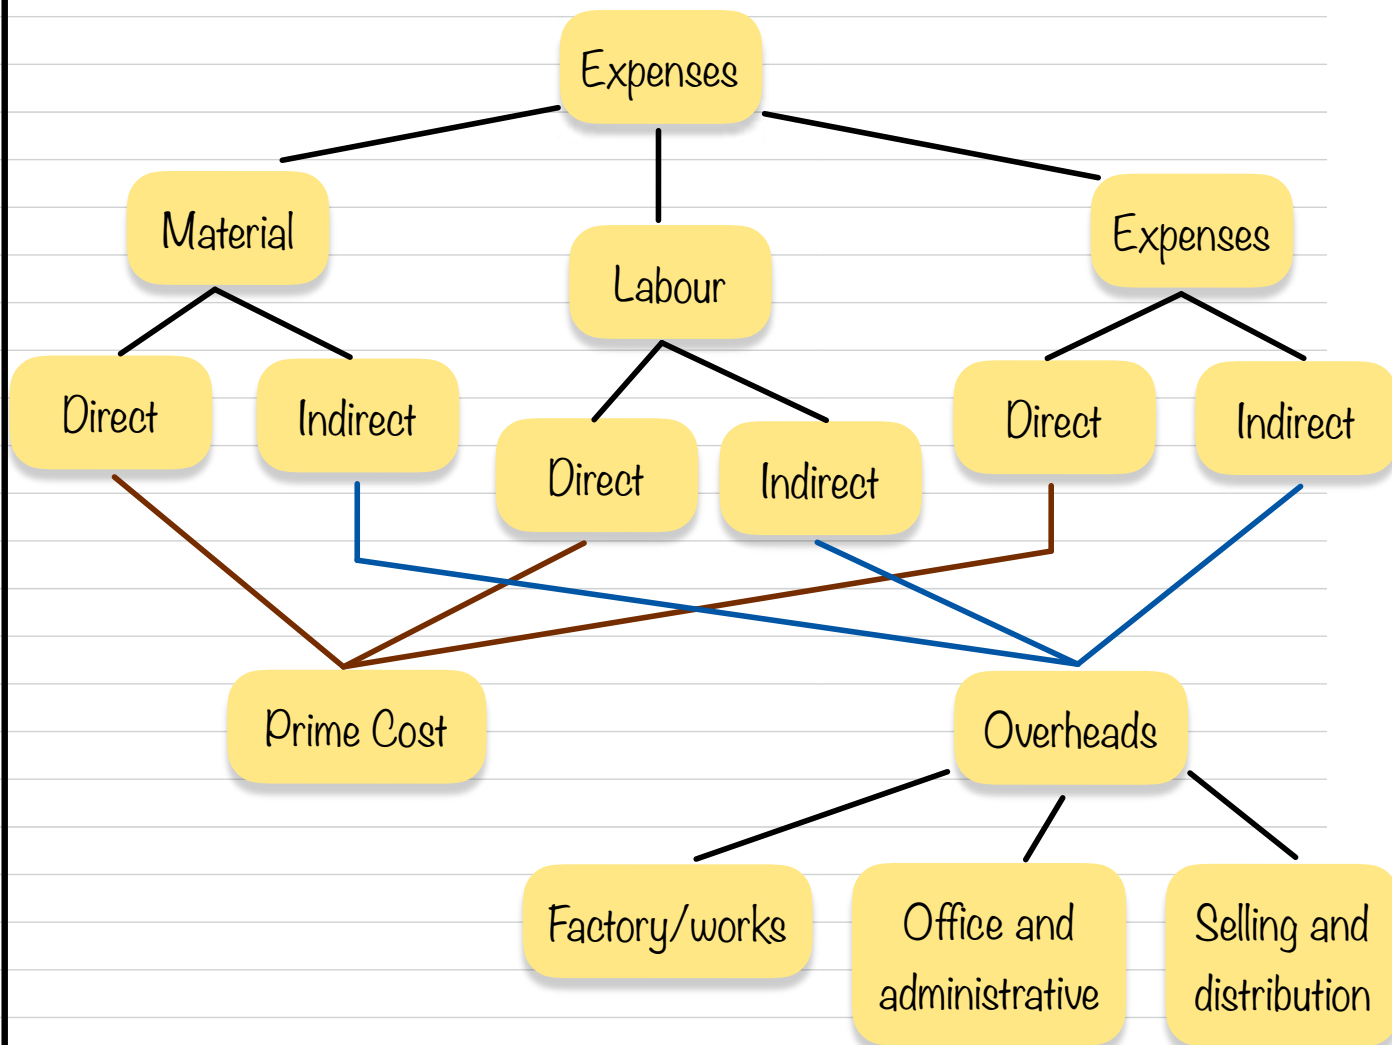 Expenses
Material
Labour
Expenses
Direct
Indirect
Direct
Indirect
Direct
Indirect
Prime Cost
Overheads
Factory/works
Office and
administrative
Selling and
distribution